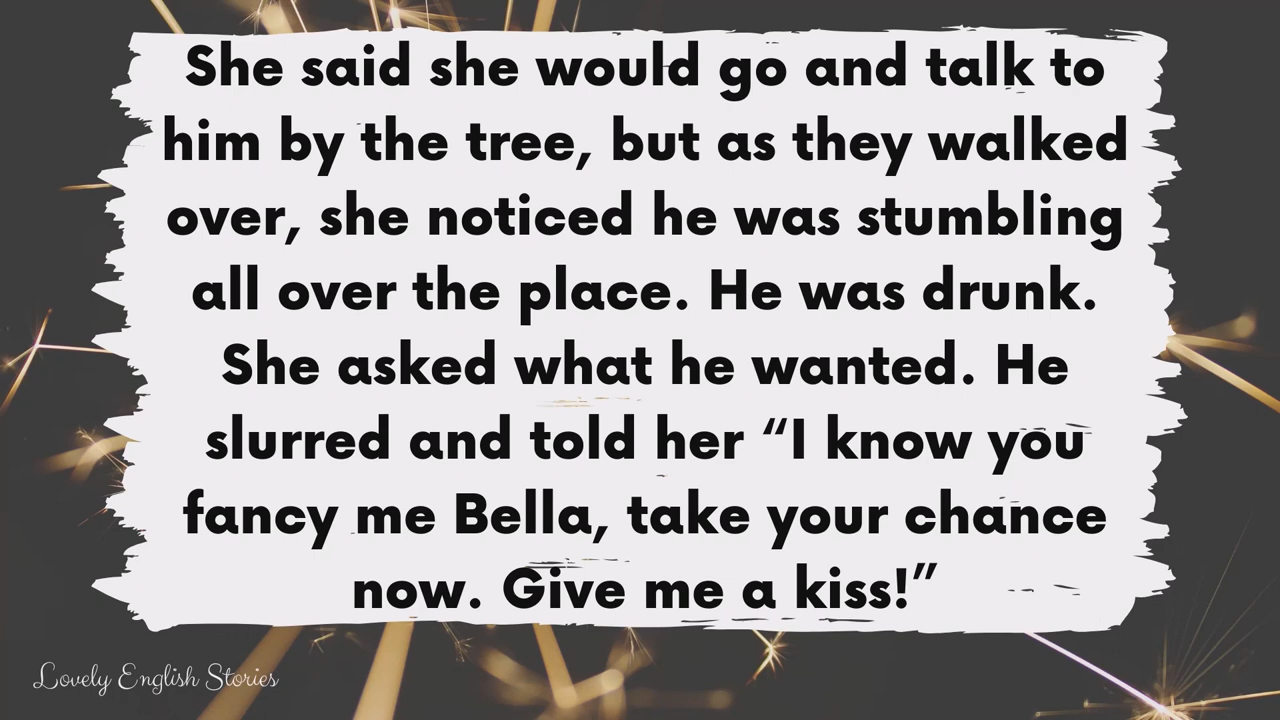 She said she would go and talk to
him by the tree, but as they walked
over, she noticed he was stumbling
all over the place. He was drunk.
She asked what he wanted. He
slurred and told her “I know you
fancy me Bella, take your chance
now. Give me a kiss!”
Lovely English Stories